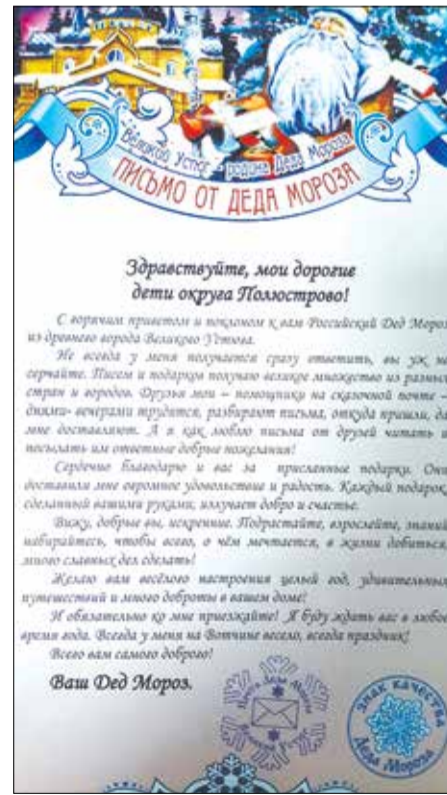 Великий Устюг - родина Деда Мороза
ПИСЬМО ОТ ДЕДА МОРОЗА
Здравствуйте, мои дорогие
дети округа Полюстрово!
С горячим приветом и поклоном к вам Российский Дед Мороз
из древнего города Великого Устюга.
Не всегда у меня получается сразу ответить, вы уж не
серчайте. Писем и подарков получаю великое множество из разных
стран и городов. Друзья мои – помощники на сказочной почте –
днями- вечерами трудятся, разбирают письма, откуда пришли, да
мне доставляют. А я как люблю письма от друзей читать и
посылать им ответные добрые пожелания!
Сердечно благодарю и вас за присланные подарки. Они
доставили мне огромное удовольствие и радость. Каждый подарок,
сделанный вашими руками, излучает добро и счастье.
Вижу, добрые вы, искренние. Подрастайте, взрослейте, знаний
набирайтесь, чтобы всего, о чём мечтается, в жизни добиться,
много славных дел сделать!
Желаю вам весёлого настроения целый год, удивительных
путешествий и много доброты в вашем доме!
И обязательно ко мне приезжайте! Я буду ждать вас в любое
время года. Всегда у меня на Вотчине весело, всегда праздник!
Всего вам самого доброго!
Ваш Дед Мороз.
Почта Деда Мороза
Великий Устюг
Знак качества
Деда Мороза